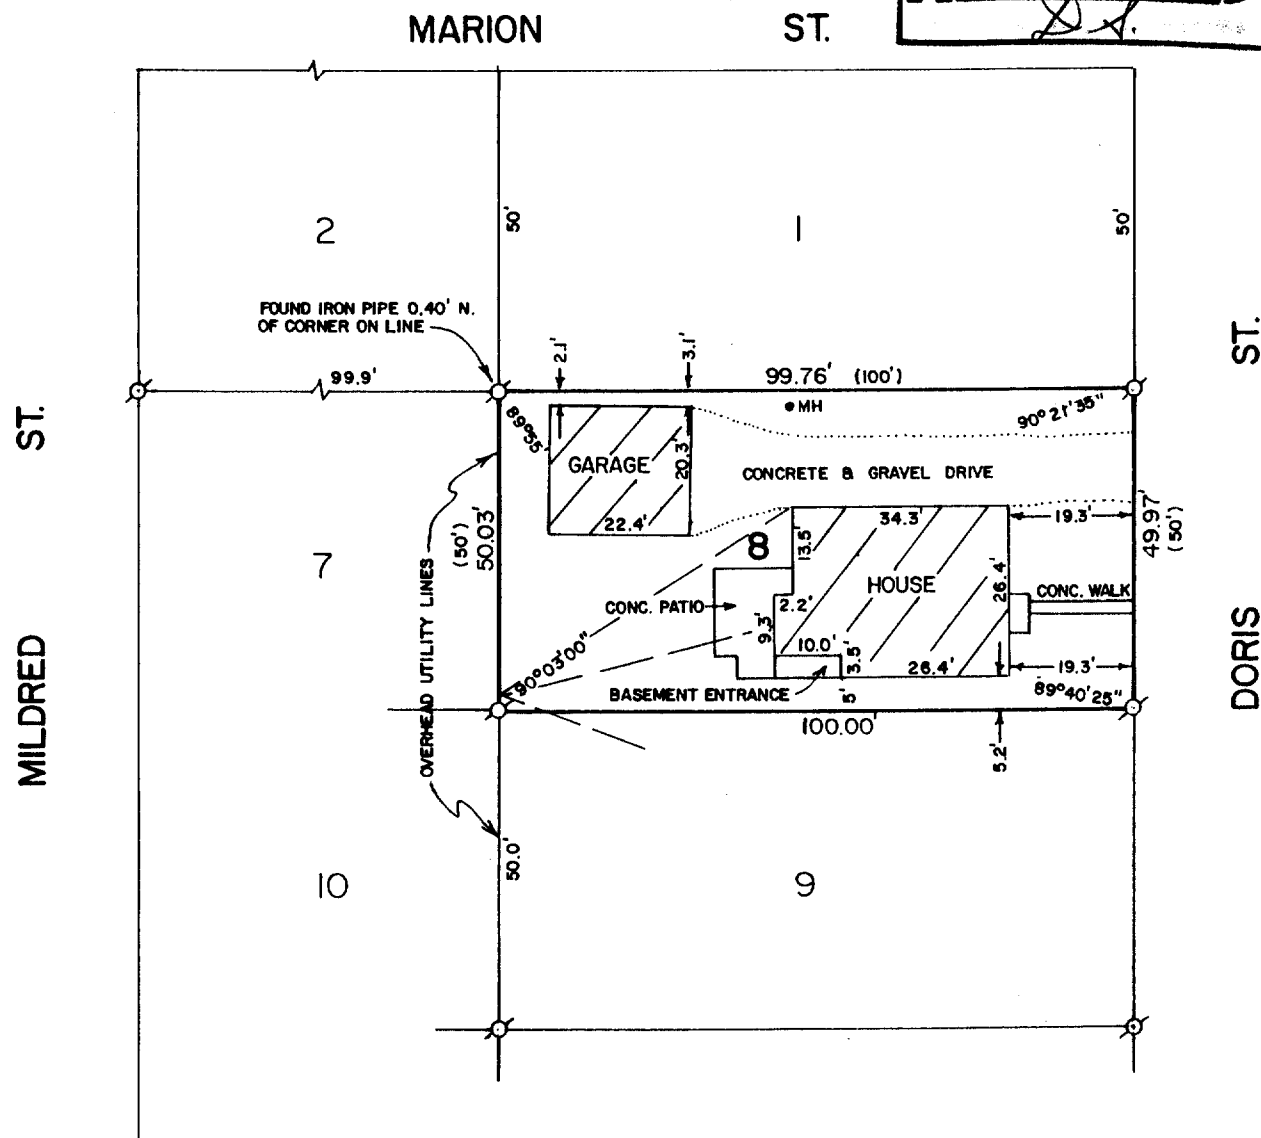 MARION ST.
2
1
50'
50'
FOUND IRON PIPE 0.40' N.
OF CORNER ON LINE
99.9'
2.1'
3.1'
99.76' (100')
MH
89°55'
90°21'35"
GARAGE
20.3'
22.4'
CONCRETE & GRAVEL DRIVE
MILDRED ST.
DORIS ST.
7
(50')
50.03'
OVERHEAD UTILITY LINES
8
13.5'
34.3'
19.3'
49.97'
(50')
HOUSE
26.4'
CONC. WALK
CONC. PATIO
2.2'
9.3'
10.0'
3.5'
26.4'
19.3'
90°03'00"
BASEMENT ENTRANCE
5'
89°40'25"
100.00'
5.2'
50.0'
10
9